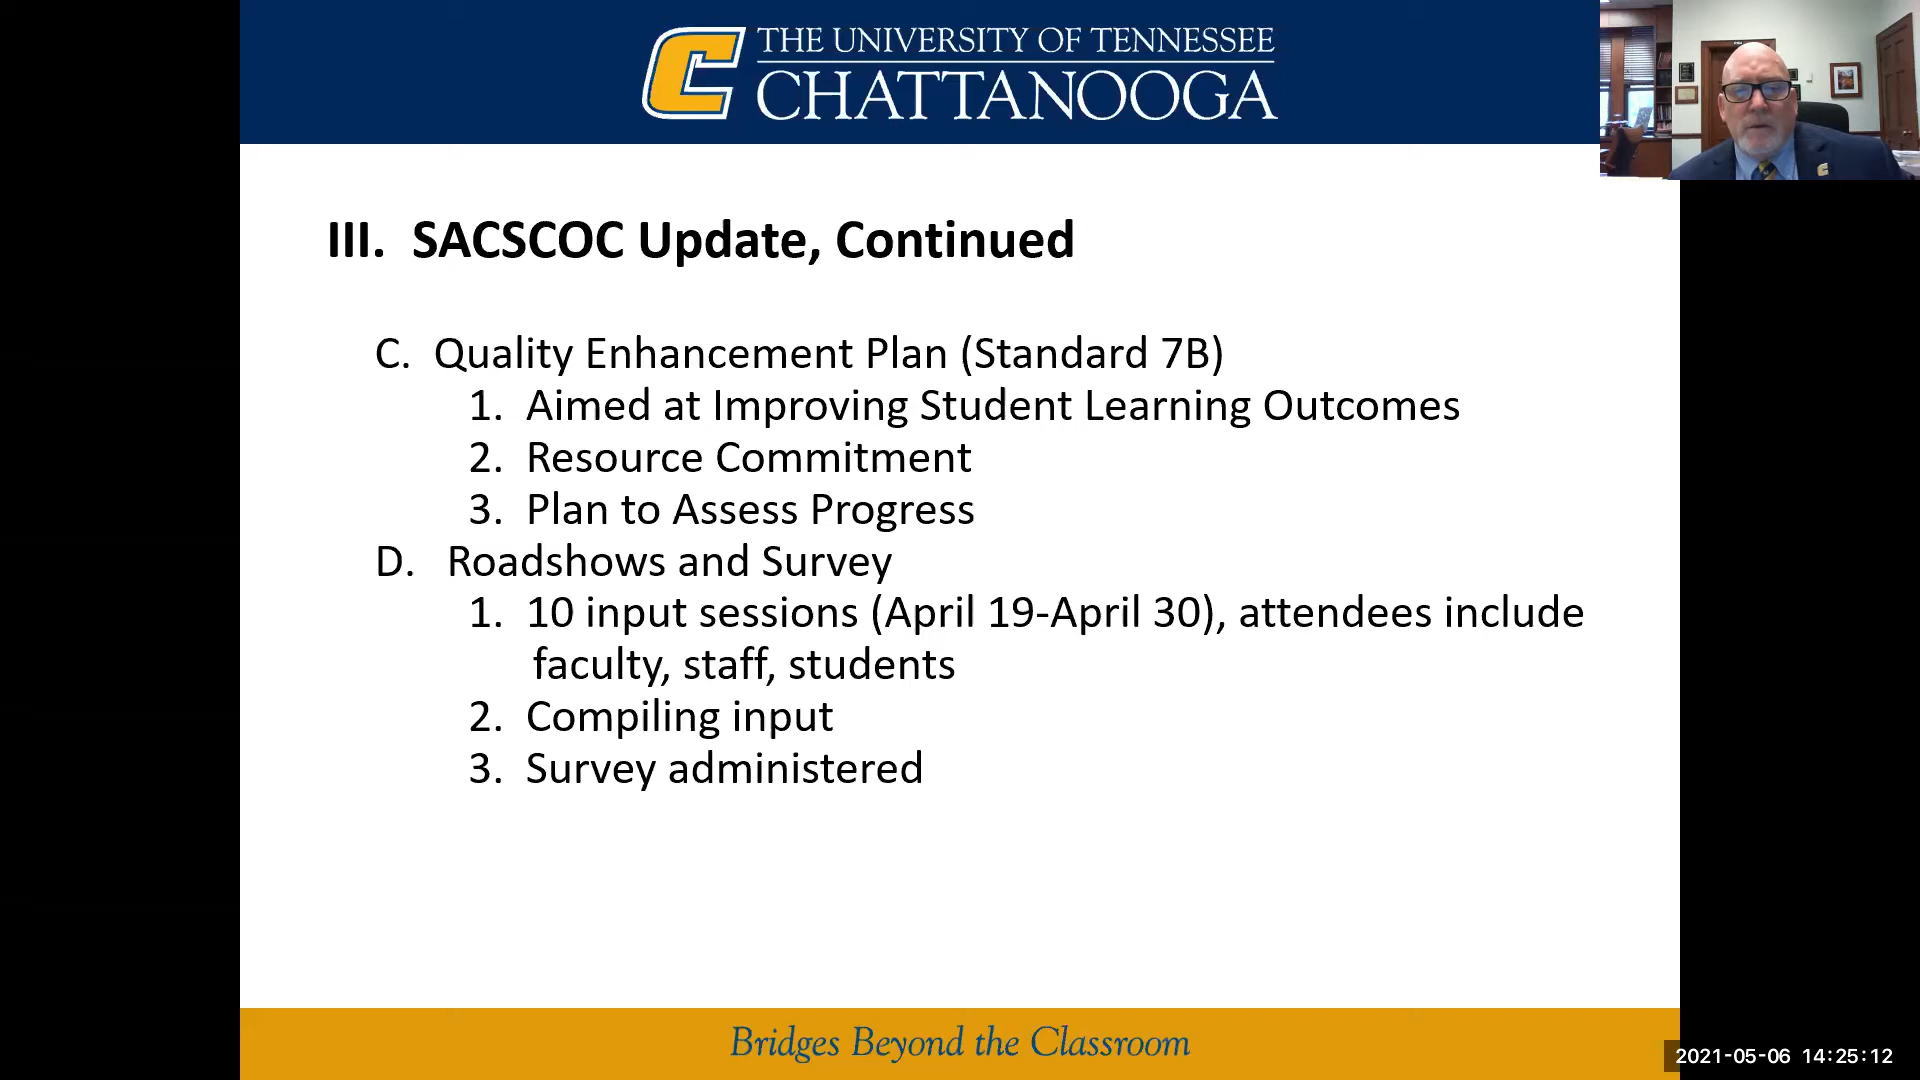 THE UNIVERSITY OF TENNESSEE
CHATTANOOGA
III. SACSCOC Update, Continued
C. Quality Enhancement Plan (Standard 7B)
1. Aimed at Improving Student Learning Outcomes
2. Resource Commitment
3. Plan to Assess Progress
D. Roadshows and Survey
1. 10 input sessions (April 19-April 30), attendees include
faculty, staff, students
2. Compiling input
3. Survey administered
Bridges Beyond the Classroom
2021-05-06 14:25:12